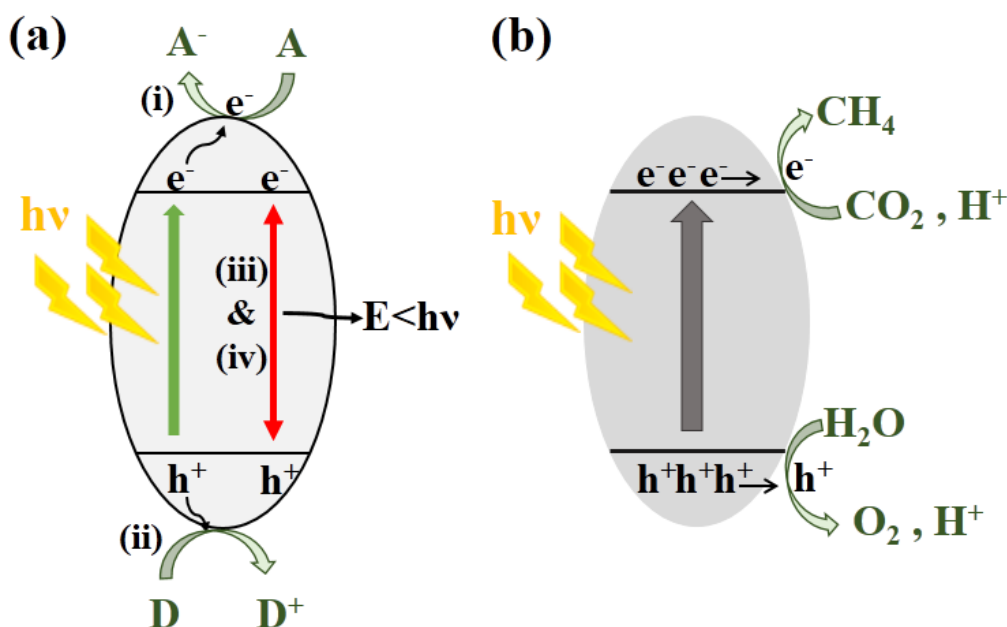 (a)
A⁻ A
(i)
e⁻
e⁻ e⁻
hν
(iii)
&
(iv)
E<hν
h⁺ h⁺
(ii)
D D⁺
(b)
CH₄
e⁻ e⁻ e⁻ e⁻
CO₂ , H⁺
hν
H₂O
h⁺h⁺h⁺ h⁺
O₂ , H⁺